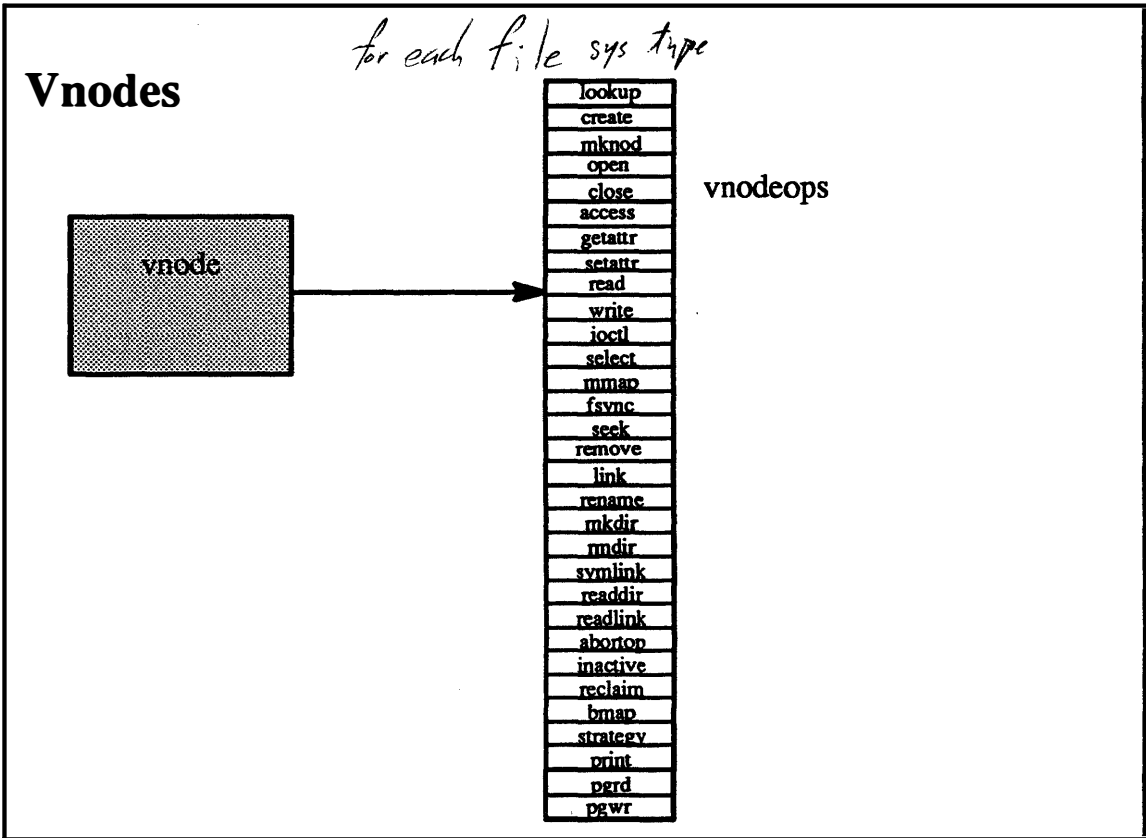 for each file sys type
Vnodes
vnode
lookup
create
mknod
open
close
access
getattr
setattr
read
write
ioctl
select
mmap
fsync
seek
remove
link
rename
mkdir
rmdir
symlink
readdir
readlink
abortop
inactive
reclaim
bmap
strategy
print
pgrd
pgwr
vnodeops